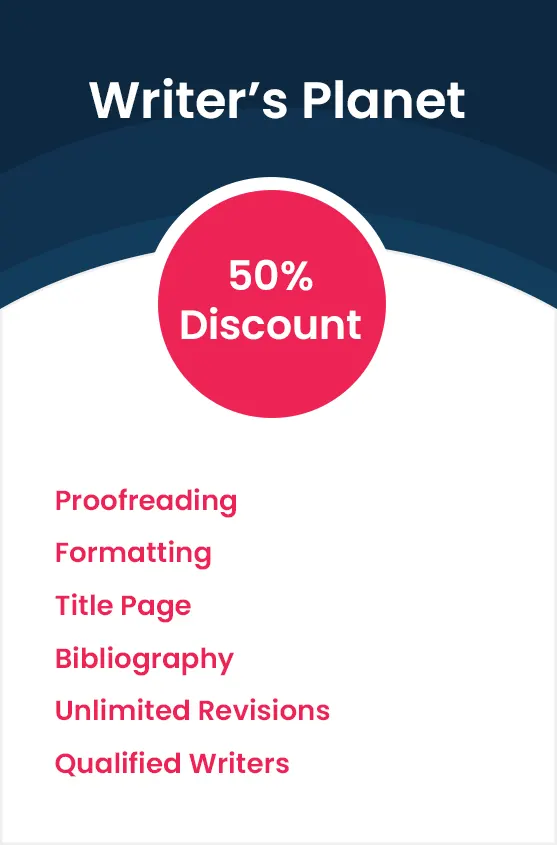 Writer’s Planet
50%
Discount
Proofreading
Formatting
Title Page
Bibliography
Unlimited Revisions
Qualified Writers